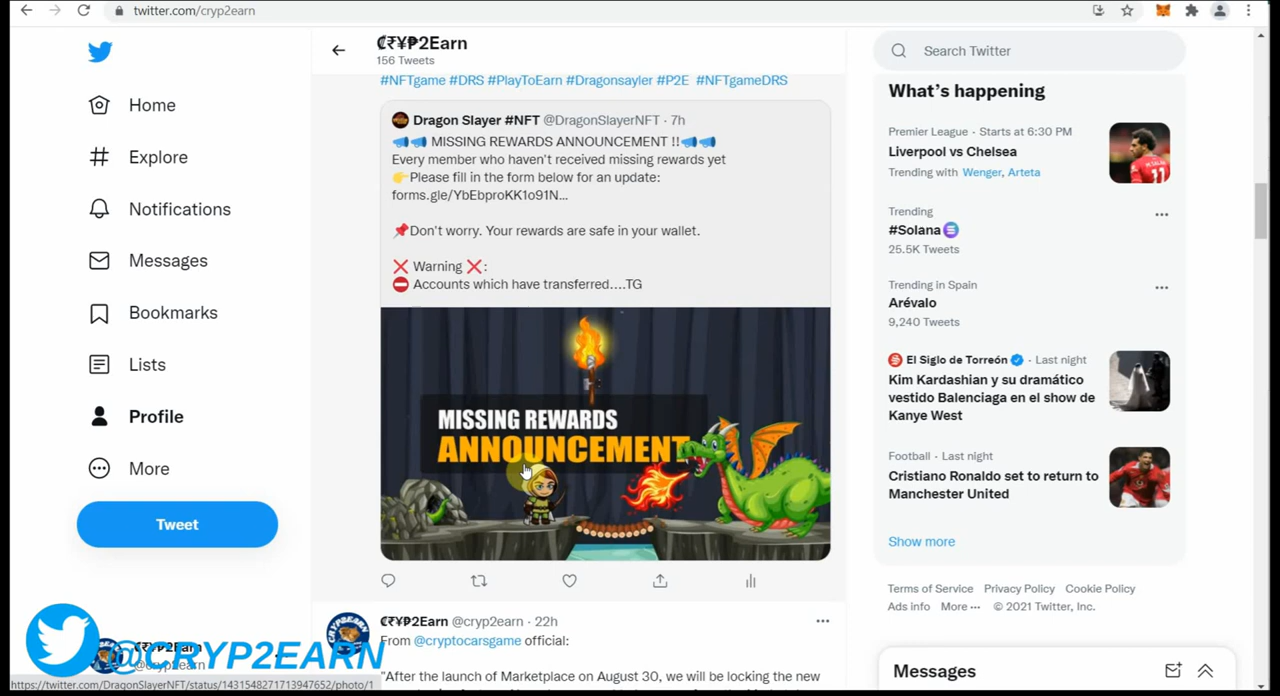 twitter.com/cryp2earn
₡₹¥₱2Earn
156 Tweets
Search Twitter
Home
Explore
Notifications
Messages
Bookmarks
Lists
Profile
More
Tweet
#NFTgame #DRS #PlayToEarn #Dragonsayler #P2E #NFTgameDRS
Dragon Slayer #NFT @DragonSlayerNFT · 7h
📣📣 MISSING REWARDS ANNOUNCEMENT !!📣📣
Every member who haven't received missing rewards yet
👉Please fill in the form below for an update:
forms.gle/YbEbproKK1o91N...
📌Don't worry. Your rewards are safe in your wallet.
❌ Warning ❌:
⛔ Accounts which have transferred....TG
MISSING REWARDS
ANNOUNCEMENT
₡₹¥₱2Earn @cryp2earn · 22h
From @cryptocarsgame official:
"After the launch of Marketplace on August 30, we will be locking the new
What's happening
Premier League · Starts at 6:30 PM
Liverpool vs Chelsea
Trending with Wenger, Arteta
Trending
#Solana
25.5K Tweets
Trending in Spain
Arévalo
9,240 Tweets
El Siglo de Torreón · Last night
Kim Kardashian y su dramático
vestido Balenciaga en el show de
Kanye West
Football · Last night
Cristiano Ronaldo set to return to
Manchester United
Show more
Terms of Service Privacy Policy Cookie Policy
Ads info More ··· © 2021 Twitter, Inc.
Messages
@CRYP2EARN
https://twitter.com/DragonSlayerNFT/status/1431548271713947652/photo/1